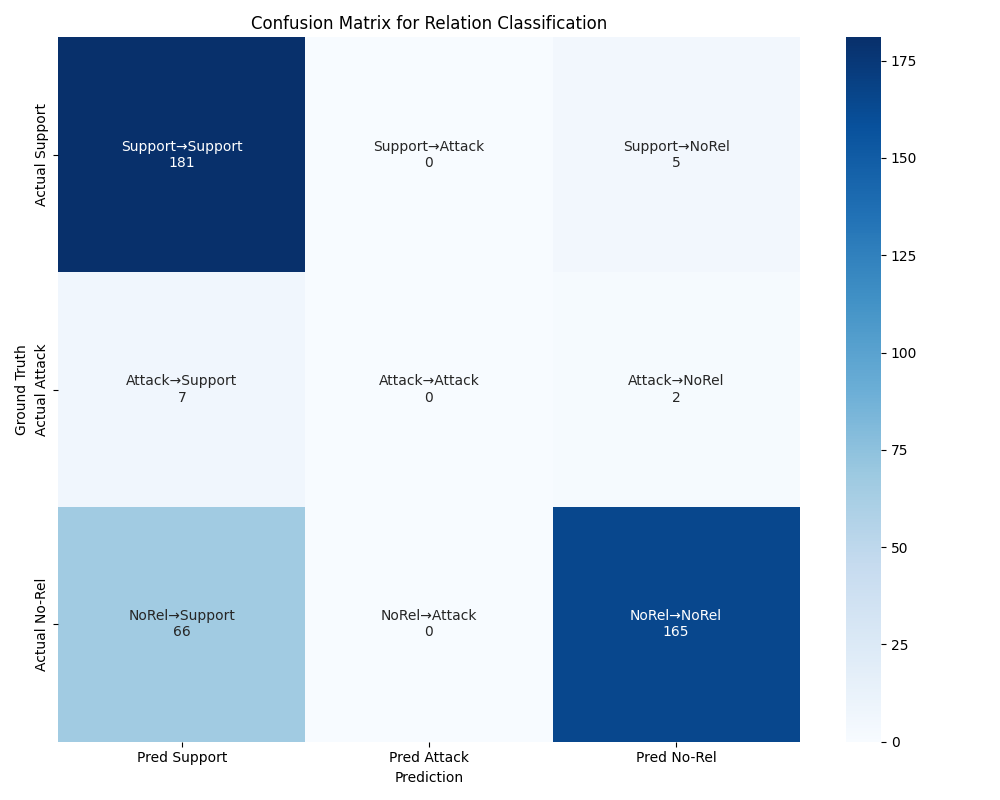 Confusion Matrix for Relation Classification
Ground Truth
Actual Support
Actual Attack
Actual No-Rel
Support→Support
181
Support→Attack
0
Support→NoRel
5
Attack→Support
7
Attack→Attack
0
Attack→NoRel
2
NoRel→Support
66
NoRel→Attack
0
NoRel→NoRel
165
Pred Support
Pred Attack
Pred No-Rel
Prediction
175
150
125
100
75
50
25
0